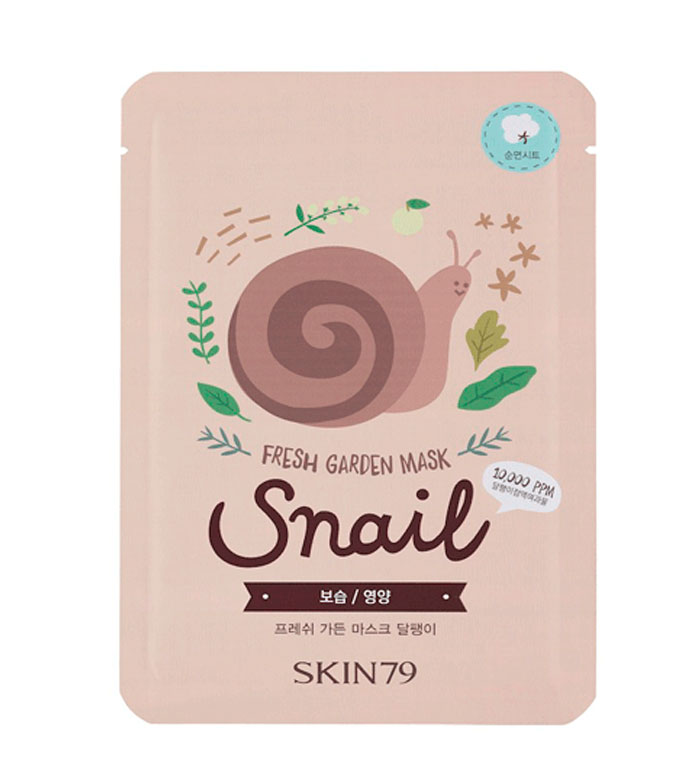 순면시트
FRESH GARDEN MASK
Snail
10,000 PPM
달팽이점액여과물
보습 / 영양
프레쉬 가든 마스크 달팽이
SKIN79